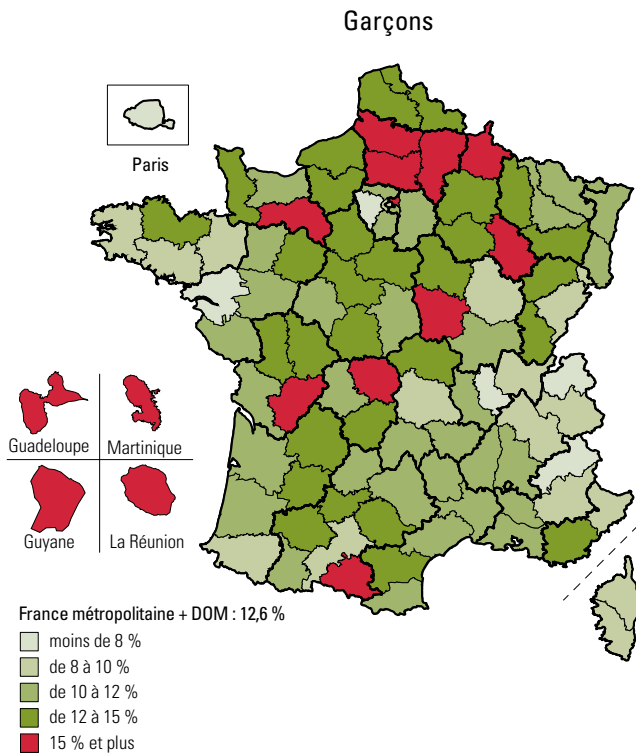 Garçons
Paris
Guadeloupe
Martinique
Guyane
La Réunion
France métropolitaine + DOM : 12,6 %
moins de 8 %
de 8 à 10 %
de 10 à 12 %
de 12 à 15 %
15 % et plus